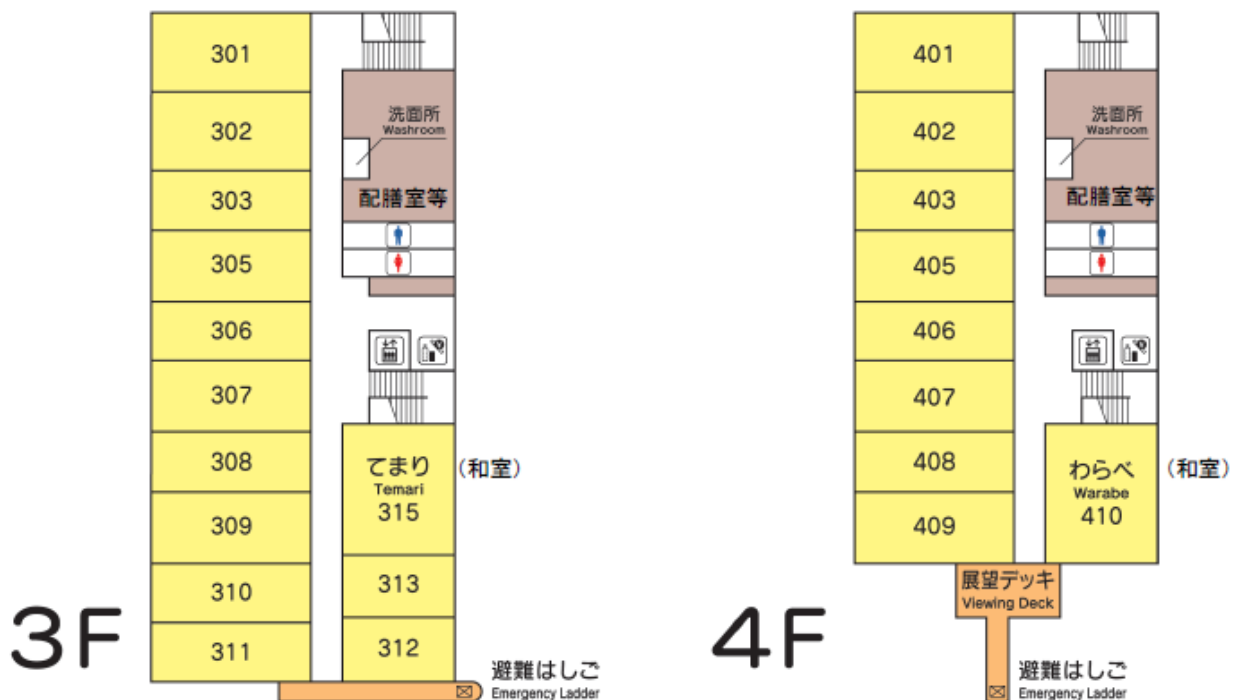 301
302
303
305
306
307
308
309
310
311
洗面所
Washroom
配膳室等
てまり
Temari
315
(和室)
313
312
3F
避難はしご
Emergency Ladder
401
402
403
405
406
407
408
409
洗面所
Washroom
配膳室等
わらべ
Warabe
410
(和室)
展望デッキ
Viewing Deck
4F
避難はしご
Emergency Ladder